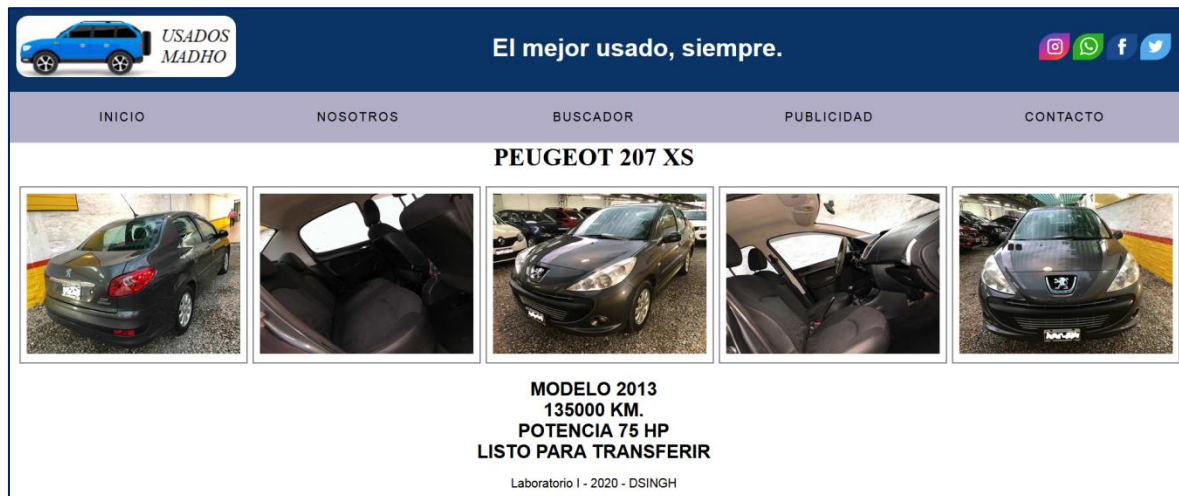 USADOS
MADHO
El mejor usado, siempre.
INICIO NOSOTROS BUSCADOR PUBLICIDAD CONTACTO
PEUGEOT 207 XS
MODELO 2013
135000 KM.
POTENCIA 75 HP
LISTO PARA TRANSFERIR
Laboratorio I - 2020 - DSINGH